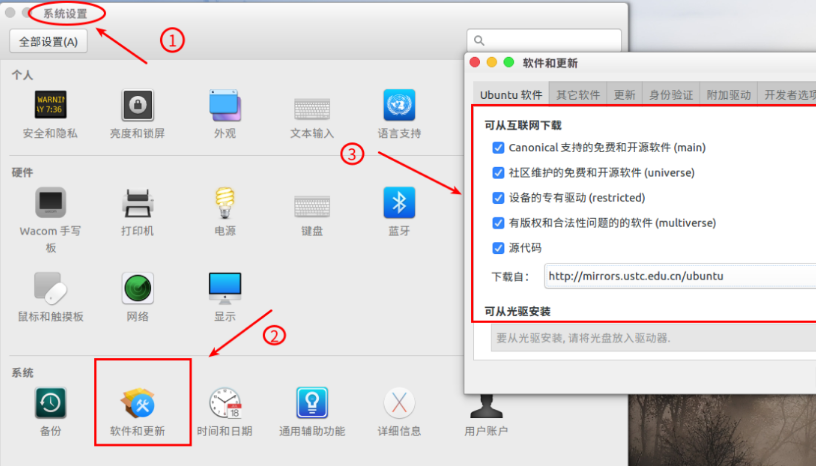 系统设置
①
全部设置(A)
个人
WARNIN
AY 7:36
安全和隐私
亮度和锁屏
外观
文本输入
语言支持
③
硬件
Wacom 手写
板
打印机
电源
键盘
蓝牙
鼠标和触摸板
网络
显示
②
系统
备份
软件和更新
18
时间和日期
通用辅助功能
详细信息
用户账户
软件和更新
Ubuntu 软件
其它软件
更新
身份验证
附加驱动
开发者选项
可从互联网下载
Canonical 支持的免费和开源软件 (main)
社区维护的免费和开源软件 (universe)
设备的专有驱动 (restricted)
有版权和合法性问题的的软件 (multiverse)
源代码
下载自: http://mirrors.ustc.edu.cn/ubuntu
可从光驱安装
要从光驱安装, 请将光盘放入驱动器.